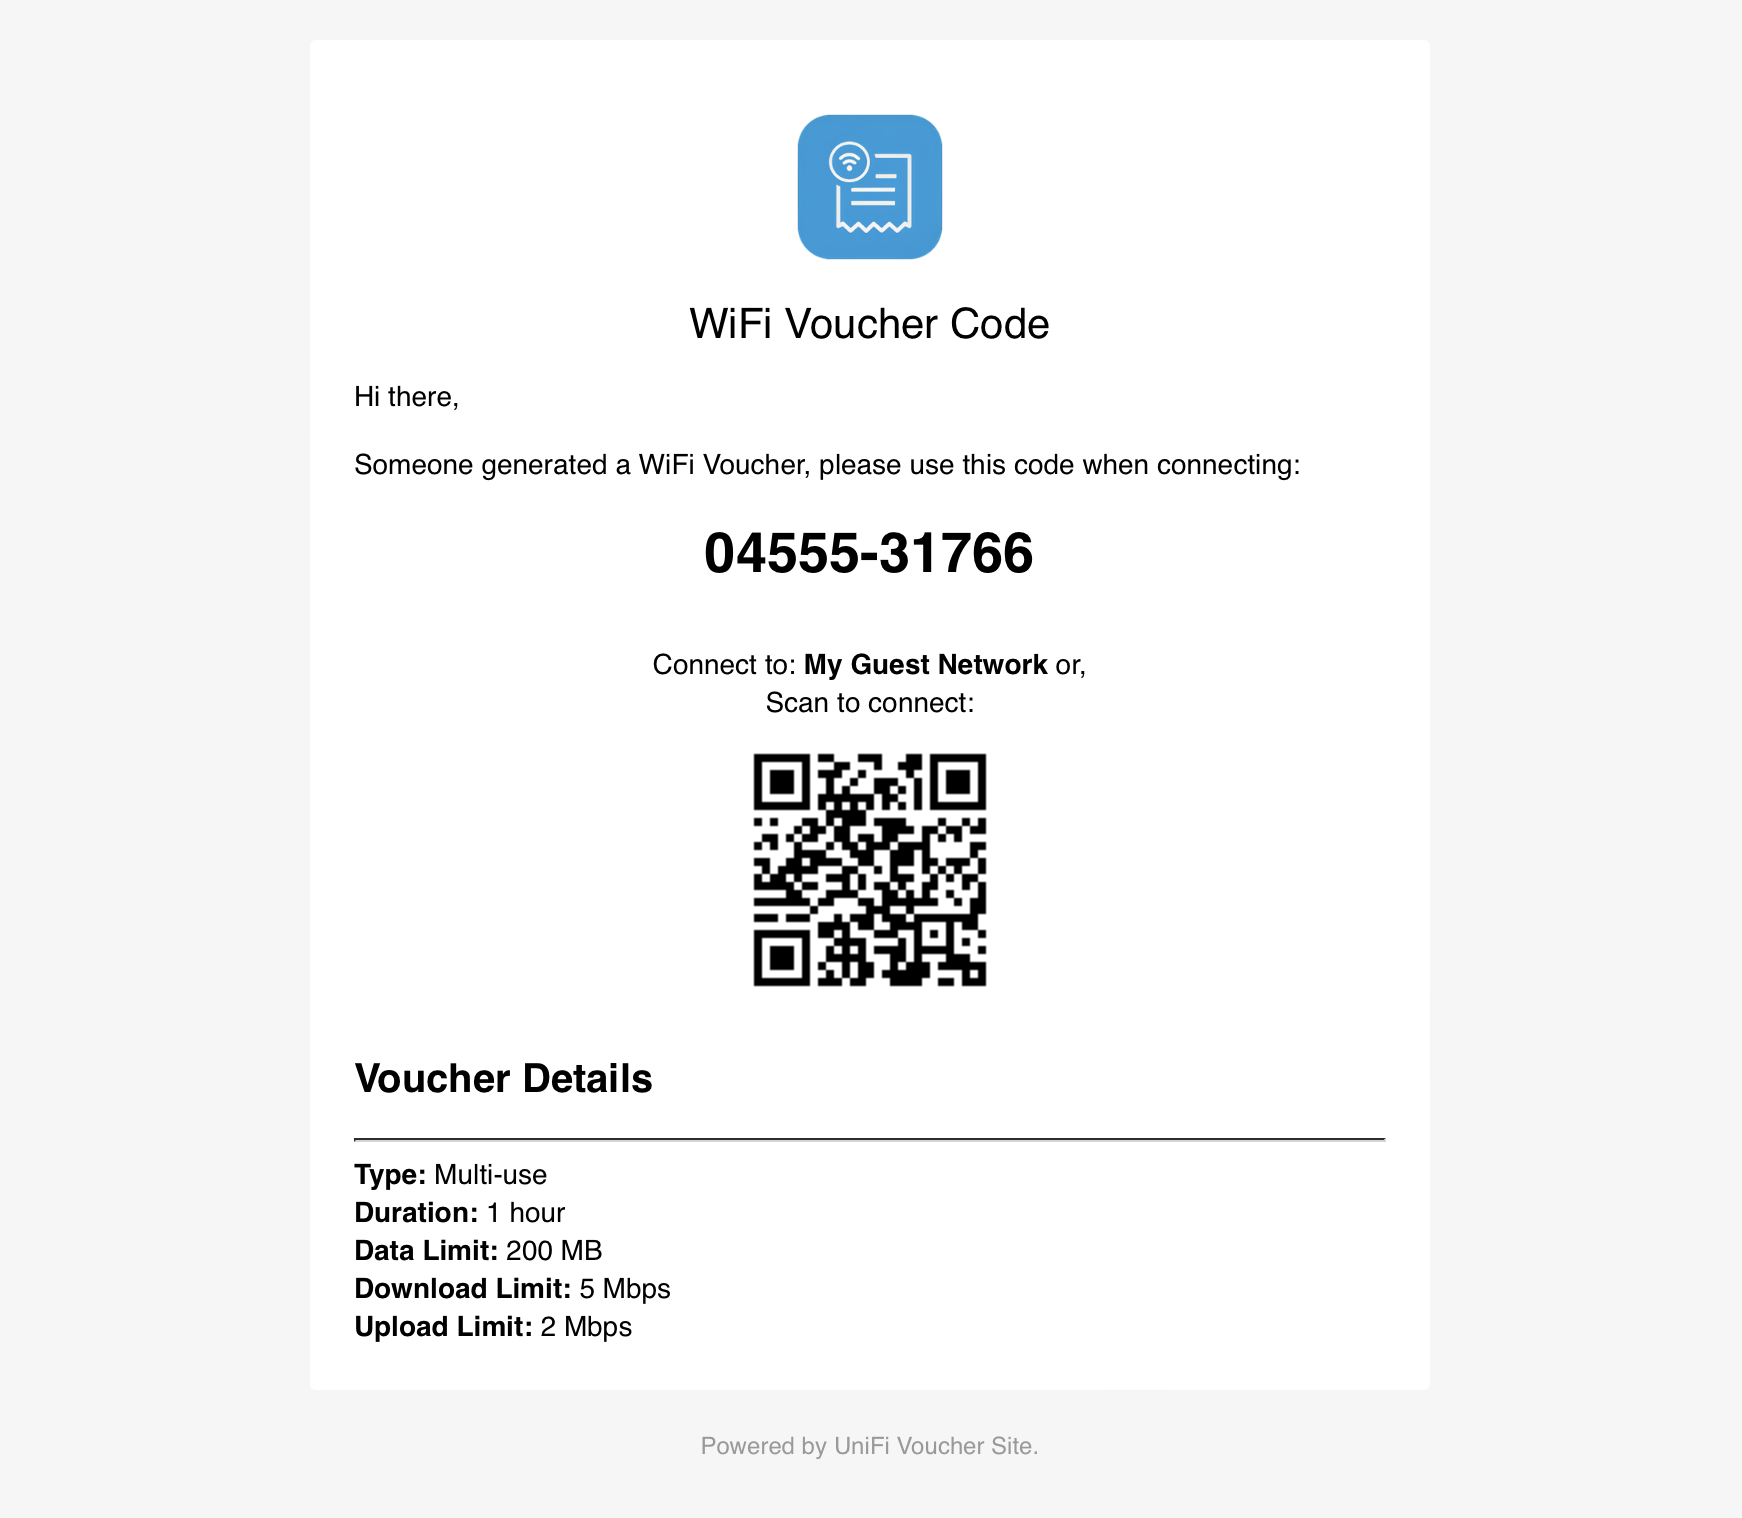 WiFi Voucher Code
Hi there,
Someone generated a WiFi Voucher, please use this code when connecting:
04555-31766
Connect to: My Guest Network or,
Scan to connect:
Voucher Details
Type: Multi-use
Duration: 1 hour
Data Limit: 200 MB
Download Limit: 5 Mbps
Upload Limit: 2 Mbps
Powered by UniFi Voucher Site.